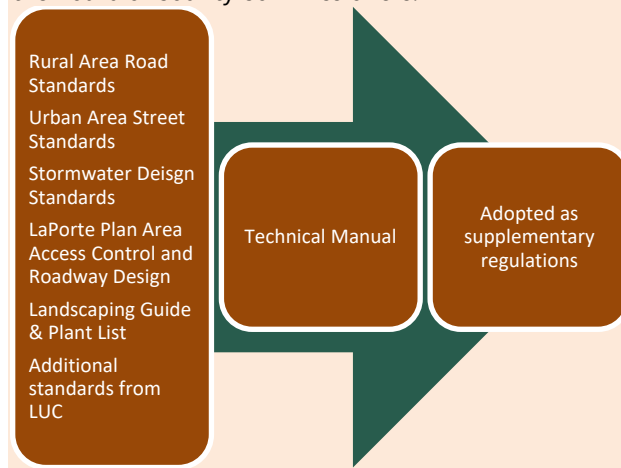 Rural Area Road
Standards
Urban Area Street
Standards
Stormwater Deisgn
Standards
LaPorte Plan Area
Access Control and
Roadway Design
Landscaping Guide
& Plant List
Additional
standards from
LUC
Technical Manual
Adopted as
supplementary
regulations